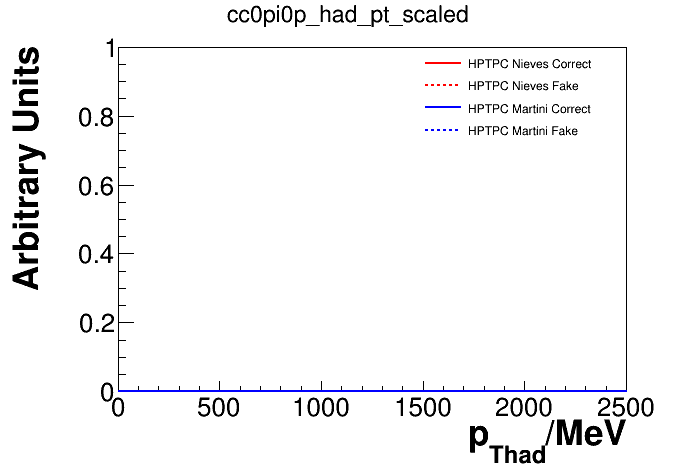 cc0pi0p_had_pt_scaled
Arbitrary Units
1
0.8
0.6
0.4
0.2
0
HPTPC Nieves Correct
HPTPC Nieves Fake
HPTPC Martini Correct
HPTPC Martini Fake
0 500 1000 1500 2000 2500
pThad/MeV